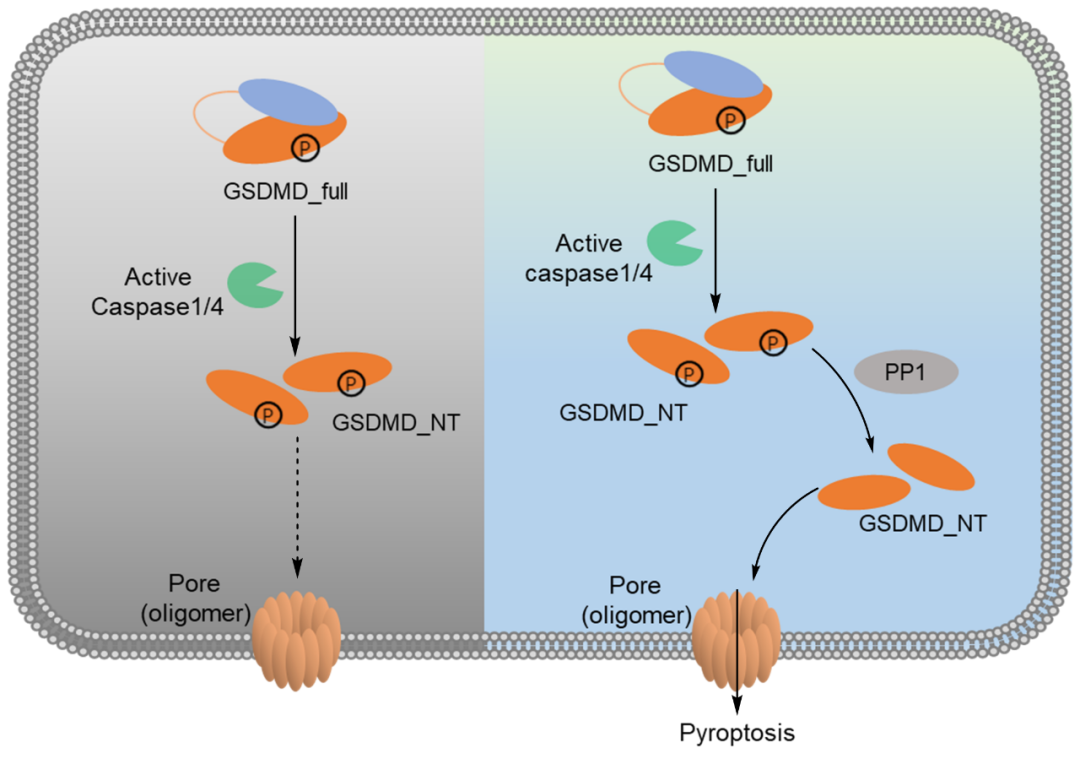 P
GSDMD_full
Active
Caspase1/4
P
P
GSDMD_NT
Pore
(oligomer)
P
GSDMD_full
Active
caspase1/4
P
P
GSDMD_NT
PP1
GSDMD_NT
Pore
(oligomer)
Pyroptosis